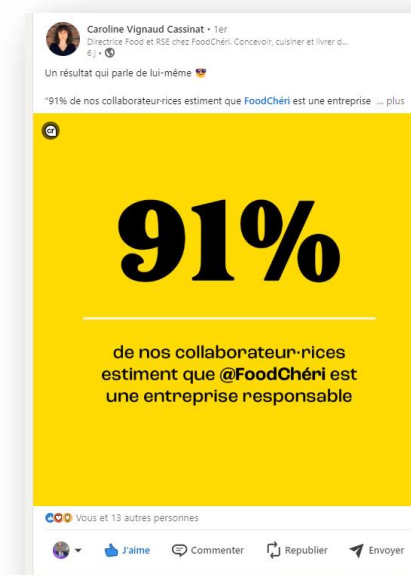 Caroline Vignaud Cassinat • 1er
Directrice Food et RSE chez FoodChéri. Concevoir, cuisiner et livrer d...
6 j •
Un résultat qui parle de lui-même 😎
"91% de nos collaborateur·rices estiment que FoodChéri est une entreprise ... plus
cr
91%
de nos collaborateur·rices
estiment que @FoodChéri est
une entreprise responsable
Vous et 13 autres personnes
J'aime Commenter Republier Envoyer